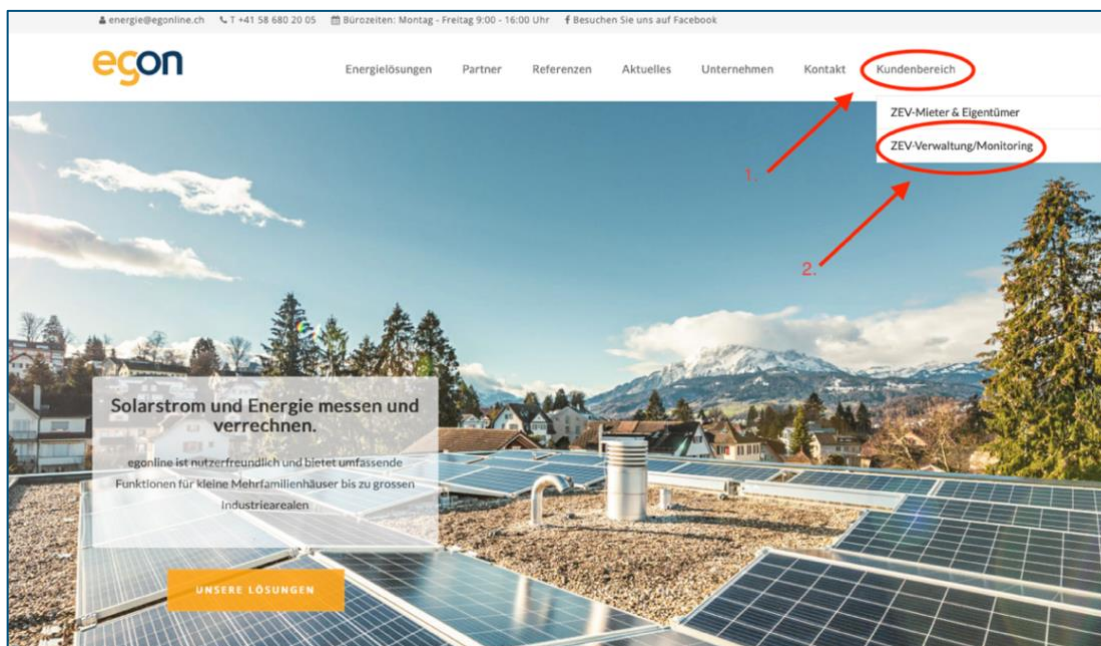 energie@egonline.ch T +41 58 680 20 05 Bürozeiten: Montag - Freitag 9:00 - 16:00 Uhr Besuchen Sie uns auf Facebook
egon
Energielösungen Partner Referenzen Aktuelles Unternehmen Kontakt Kundenbereich
ZEV-Mieter & Eigentümer
ZEV-Verwaltung/Monitoring
1.
2.
Solarstrom und Energie messen und
verrechnen.
egonline ist nutzerfreundlich und bietet umfassende
Funktionen für kleine Mehrfamilienhäuser bis zu grossen
Industriearealen
UNSERE LÖSUNGEN